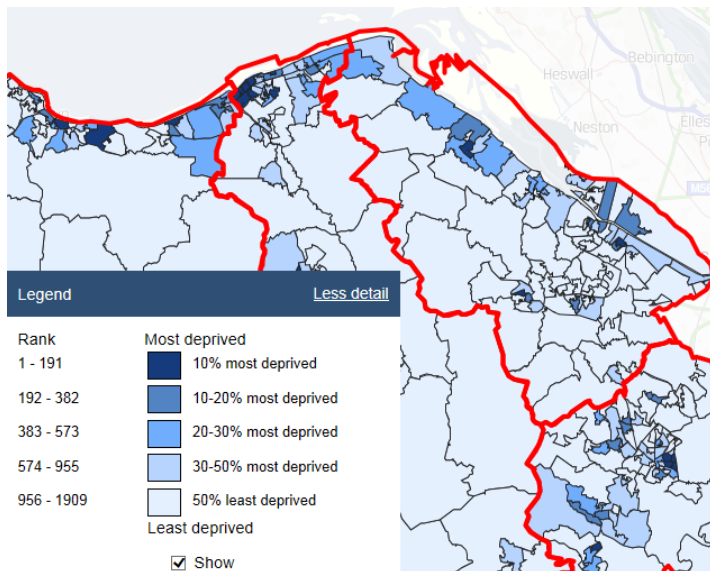 Bebington
Heswall
Neston
Legend Less detail
Rank Most deprived
1 - 191 10% most deprived
192 - 382 10-20% most deprived
383 - 573 20-30% most deprived
574 - 955 30-50% most deprived
956 - 1909 50% least deprived
Least deprived
Show